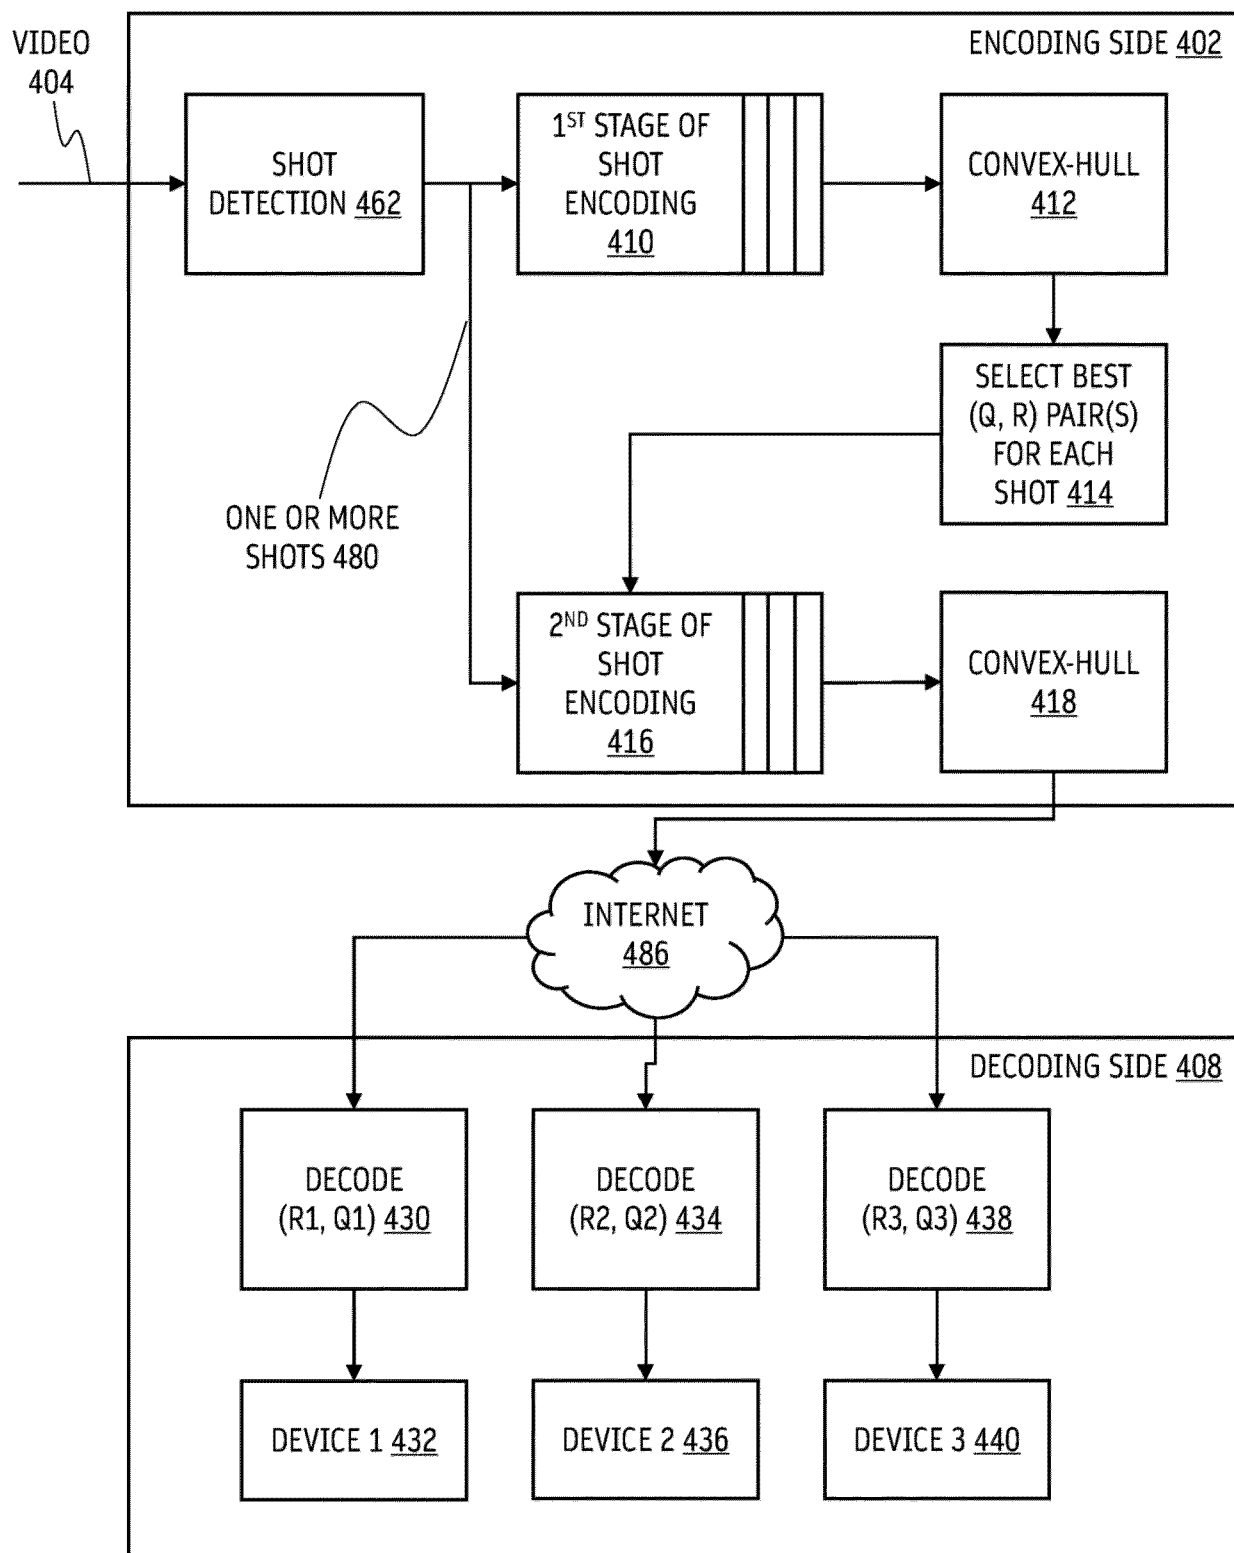 VIDEO
404
ENCODING SIDE 402
SHOT
DETECTION 462
1ST STAGE OF
SHOT
ENCODING
410
CONVEX-HULL
412
SELECT BEST
(Q, R) PAIR(S)
FOR EACH
SHOT 414
ONE OR MORE
SHOTS 480
2ND STAGE OF
SHOT
ENCODING
416
CONVEX-HULL
418
INTERNET
486
DECODING SIDE 408
DECODE
(R1, Q1) 430
DECODE
(R2, Q2) 434
DECODE
(R3, Q3) 438
DEVICE 1 432
DEVICE 2 436
DEVICE 3 440